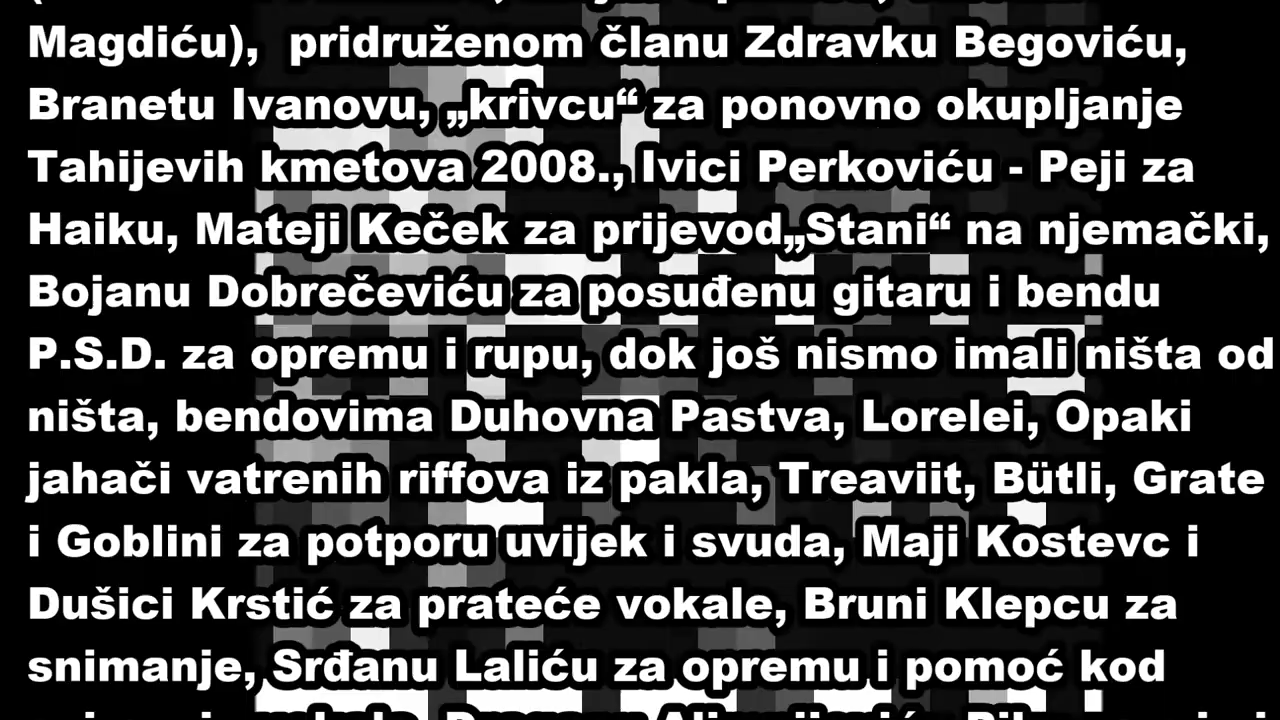 Magdiću),  pridruženom članu Zdravku Begoviću,
Branetu Ivanovu, „krivcu“ za ponovno okupljanje
Tahijevih kmetova 2008., Ivici Perkoviću - Peji za
Haiku, Mateji Keček za prijevod„Stani“ na njemački,
Bojanu Dobrečeviću za posuđenu gitaru i bendu
P.S.D. za opremu i rupu, dok još nismo imali ništa od
ništa, bendovima Duhovna Pastva, Lorelei, Opaki
jahači vatrenih riffova iz pakla, Treaviit, Bütli, Grate
i Goblini za potporu uvijek i svuda, Maji Kostevc i
Dušici Krstić za prateće vokale, Bruni Klepcu za
snimanje, Srđanu Laliću za opremu i pomoć kod